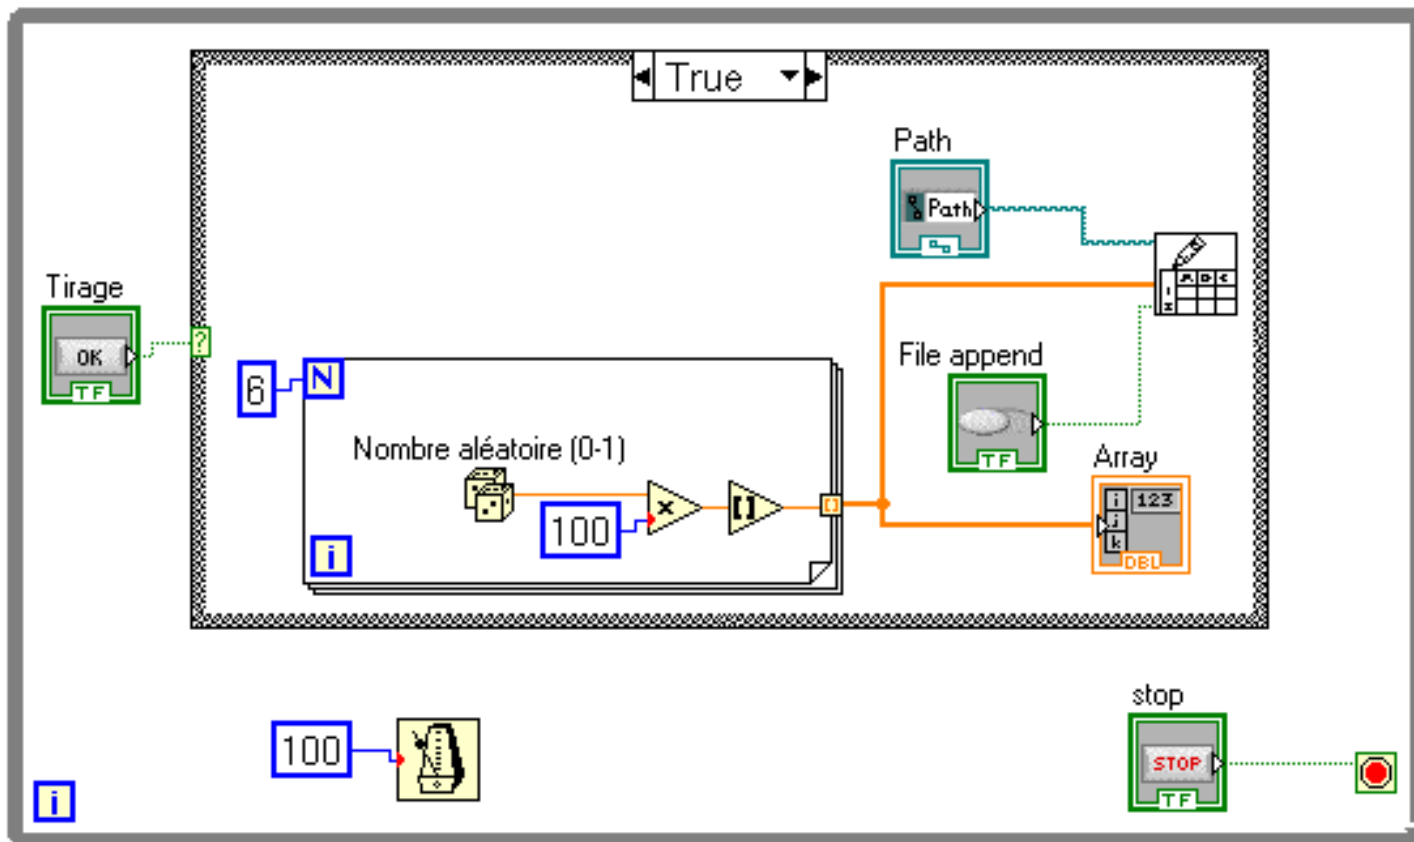 True
Path
Path
Tirage
OK
TF
?
6
N
File append
TF
Nombre aléatoire (0-1)
100
x
[]
[]
i
Array
i
j
k
123
DBL
stop
STOP
TF
100
i